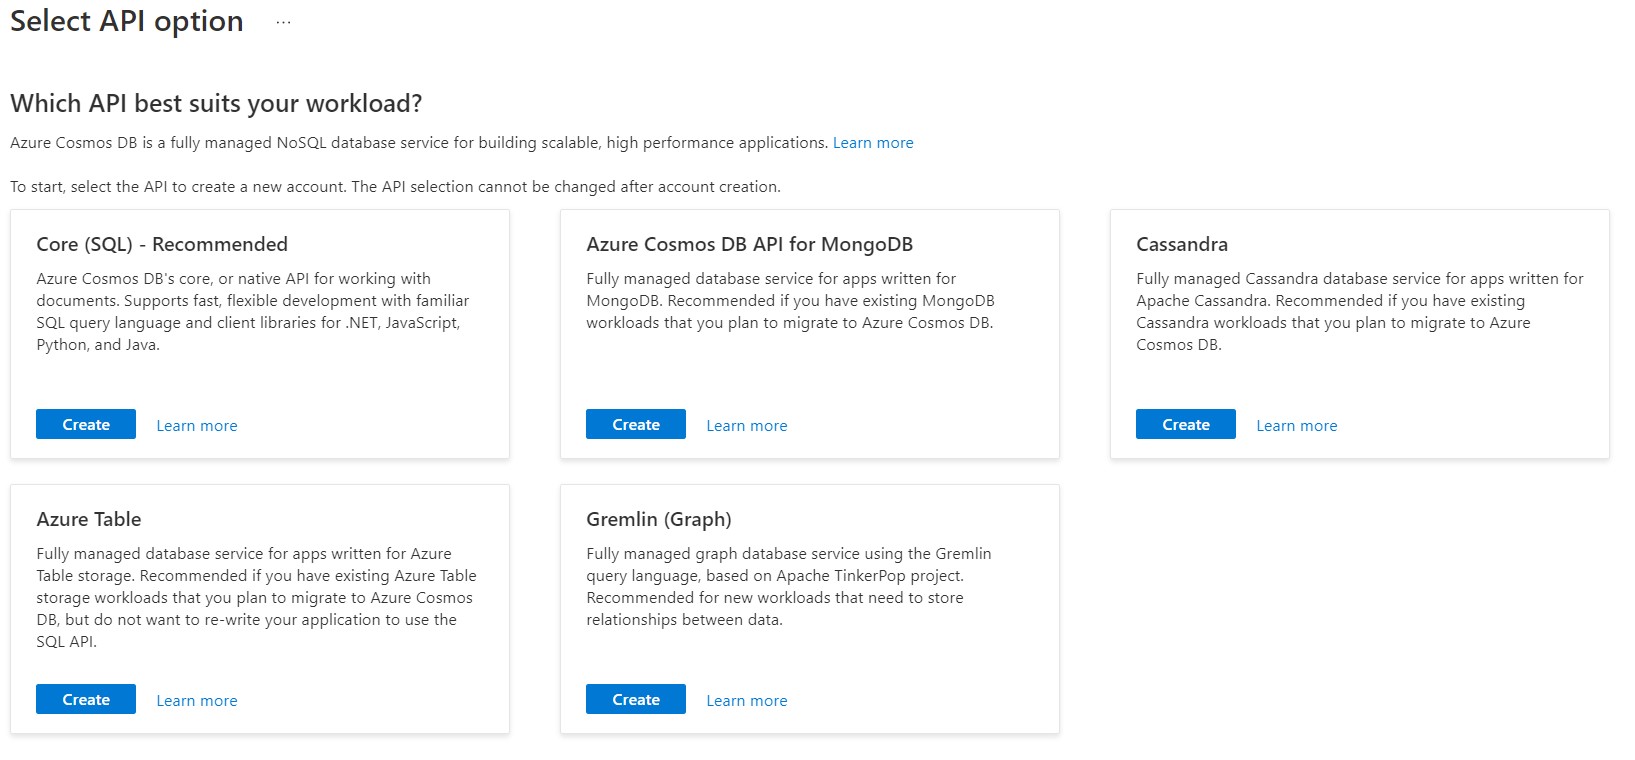 Select API option ...
Which API best suits your workload?
Azure Cosmos DB is a fully managed NoSQL database service for building scalable, high performance applications. Learn more
To start, select the API to create a new account. The API selection cannot be changed after account creation.
Core (SQL) - Recommended
Azure Cosmos DB's core, or native API for working with
documents. Supports fast, flexible development with familiar
SQL query language and client libraries for .NET, JavaScript,
Python, and Java.
Create Learn more
Azure Cosmos DB API for MongoDB
Fully managed database service for apps written for
MongoDB. Recommended if you have existing MongoDB
workloads that you plan to migrate to Azure Cosmos DB.
Create Learn more
Cassandra
Fully managed Cassandra database service for apps written for
Apache Cassandra. Recommended if you have existing
Cassandra workloads that you plan to migrate to Azure
Cosmos DB.
Create Learn more
Azure Table
Fully managed database service for apps written for Azure
Table storage. Recommended if you have existing Azure Table
storage workloads that you plan to migrate to Azure Cosmos
DB, but do not want to re-write your application to use the
SQL API.
Create Learn more
Gremlin (Graph)
Fully managed graph database service using the Gremlin
query language, based on Apache TinkerPop project.
Recommended for new workloads that need to store
relationships between data.
Create Learn more